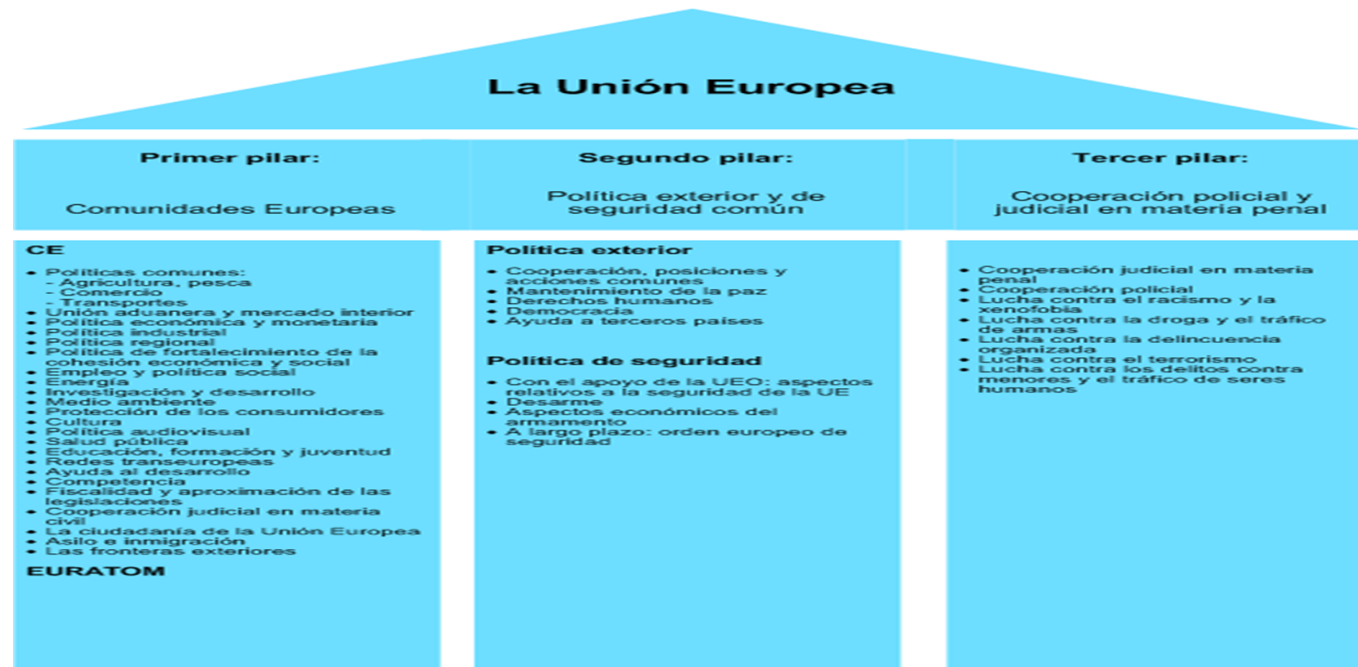 La Unión Europea
Primer pilar:
Comunidades Europeas
Segundo pilar:
Política exterior y de
seguridad común
Tercer pilar:
Cooperación policial y
judicial en materia penal
CE
• Políticas comunes:
- Agricultura, pesca
- Comercio
- Transportes
• Unión aduanera y mercado interior
• Política económica y monetaria
• Política industrial
• Política regional
• Política de fortalecimiento de la
cohesión económica y social
• Empleo y política social
• Energía
• Investigación y desarrollo
• Medio ambiente
• Protección de los consumidores
• Cultura
• Política audiovisual
• Salud pública
• Educación, formación y juventud
• Redes transeuropeas
• Ayuda al desarrollo
• Competencia
• Fiscalidad y aproximación de las
legislaciones
• Cooperación judicial en materia
civil
• La ciudadanía de la Unión Europea
• Asilo e inmigración
• Las fronteras exteriores
EURATOM
Política exterior
• Cooperación, posiciones y
acciones comunes
• Mantenimiento de la paz
• Derechos humanos
• Democracia
• Ayuda a terceros países
Política de seguridad
• Con el apoyo de la UEO: aspectos
relativos a la seguridad de la UE
• Desarme
• Aspectos económicos del
armamento
• A largo plazo: orden europeo de
seguridad
• Cooperación judicial en materia
penal
• Cooperación policial
• Lucha contra el racismo y la
xenofobia
• Lucha contra la droga y el tráfico
de armas
• Lucha contra la delincuencia
organizada
• Lucha contra el terrorismo
• Lucha contra los delitos contra
menores y el tráfico de seres
humanos